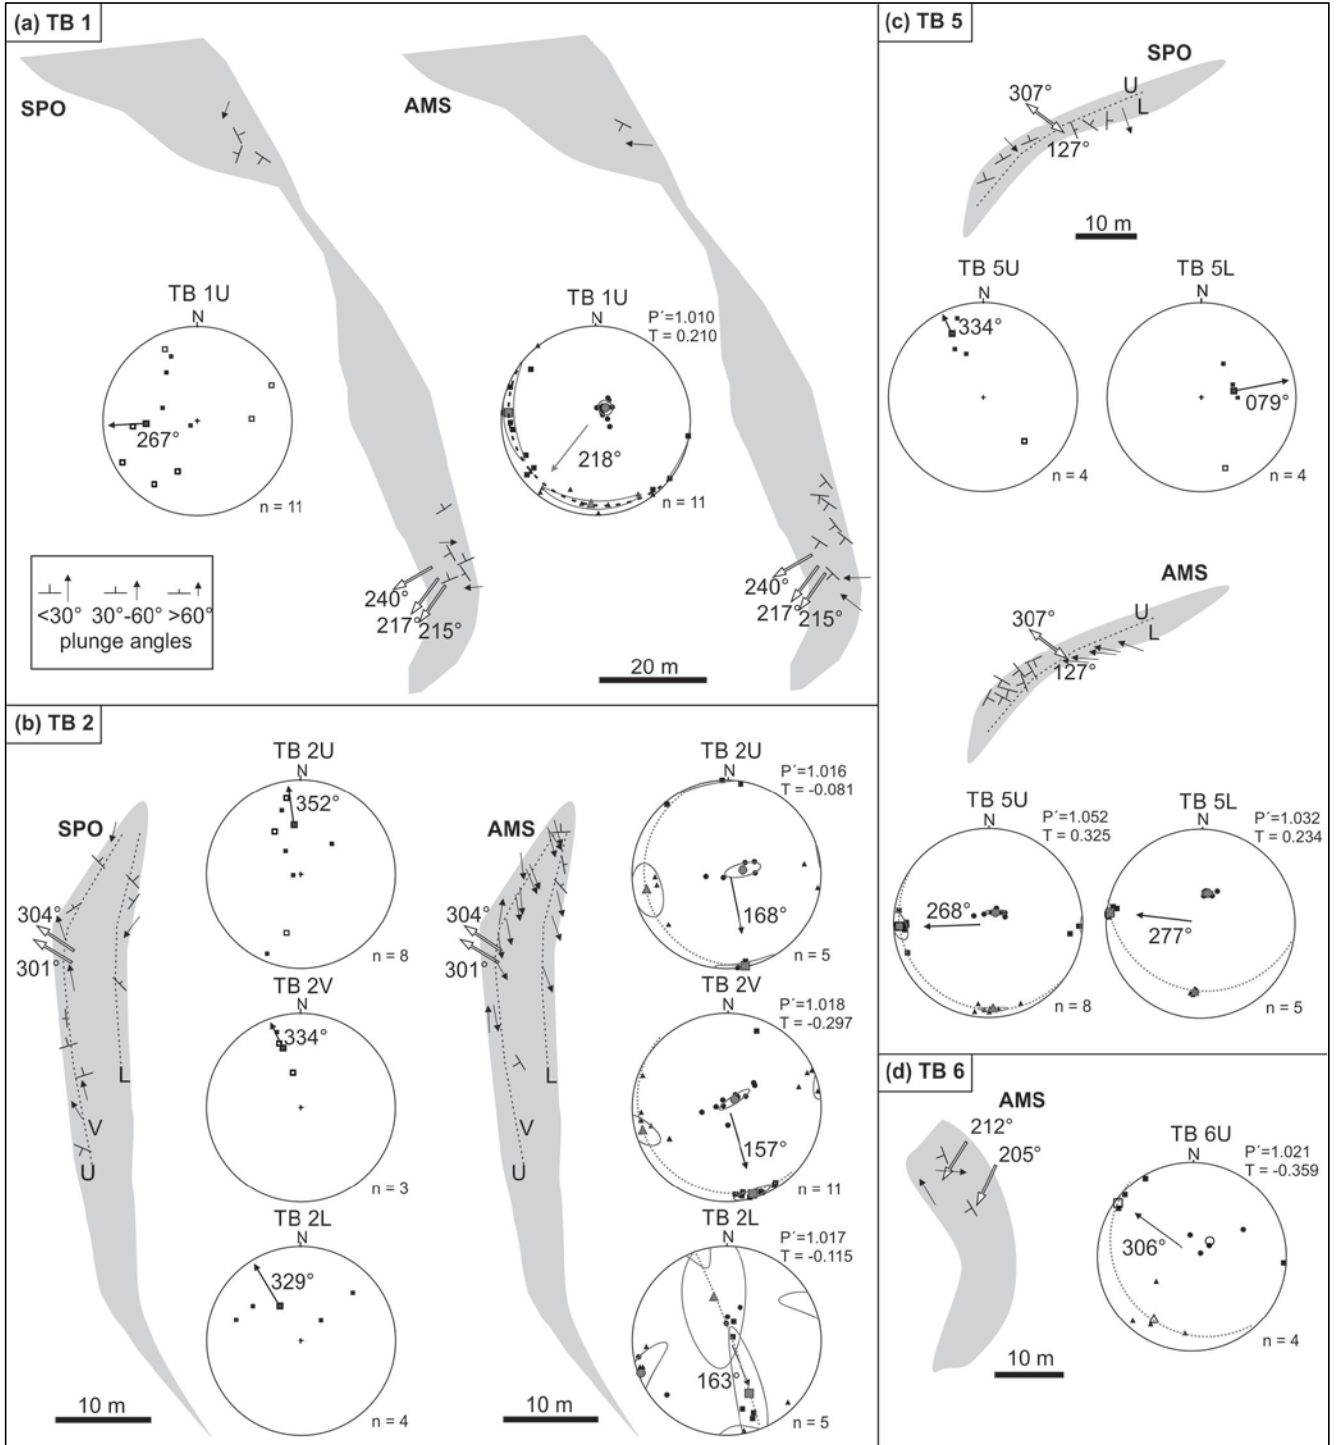 (a) TB 1
SPO
AMS
TB 1U
N
267°
n = 11
TB 1U
N
P´=1.010
T = 0.210
218°
n = 11
<30° 30°-60° >60°
plunge angles
240°
217°
215°
240°
217°
215°
20 m
(b) TB 2
SPO
304°
301°
L
V
U
10 m
TB 2U
N
352°
n = 8
TB 2V
N
334°
n = 3
TB 2L
N
329°
n = 4
AMS
304°
301°
L
V
U
10 m
TB 2U
N
P´=1.016
T = -0.081
168°
n = 5
TB 2V
N
P´=1.018
T = -0.297
157°
n = 11
TB 2L
N
P´=1.017
T = -0.115
163°
n = 5
(c) TB 5
SPO
U
L
307°
127°
10 m
TB 5U
N
334°
n = 4
TB 5L
N
079°
n = 4
AMS
U
L
307°
127°
TB 5U
N
P´=1.052
T = 0.325
268°
n = 8
TB 5L
N
P´=1.032
T = 0.234
277°
n = 5
(d) TB 6
AMS
212°
205°
10 m
TB 6U
N
P´=1.021
T = -0.359
306°
n = 4